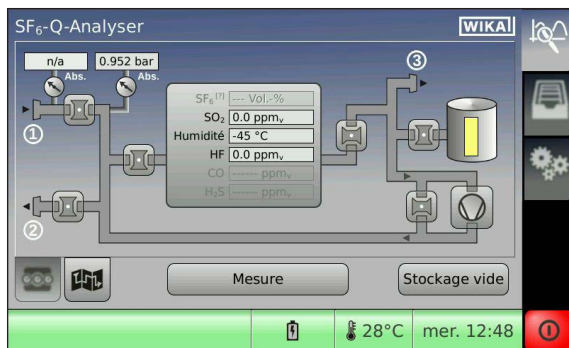 SF₆-Q-Analyser
WIKA
n/a
0.952 bar
Abs.
Abs.
①
②
③
SF₆ [?] --- Vol.-%
SO₂ 0.0 ppmᵥ
Humidité -45 °C
HF 0.0 ppmᵥ
CO ------ ppmᵥ
H₂S ------ ppmᵥ
Mesure
Stockage vide
28°C
mer. 12:48